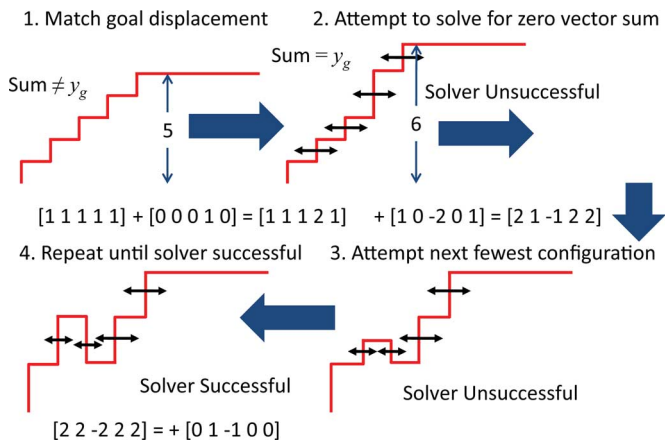 1. Match goal displacement
2. Attempt to solve for zero vector sum
Sum ≠ y_g
5
Sum = y_g
6
Solver Unsuccessful
[1 1 1 1 1] + [0 0 0 1 0] = [1 1 1 2 1] + [1 0 -2 0 1] = [2 1 -1 2 2]
4. Repeat until solver successful
3. Attempt next fewest configuration
Solver Successful
Solver Unsuccessful
[2 2 -2 2 2] = + [0 1 -1 0 0]